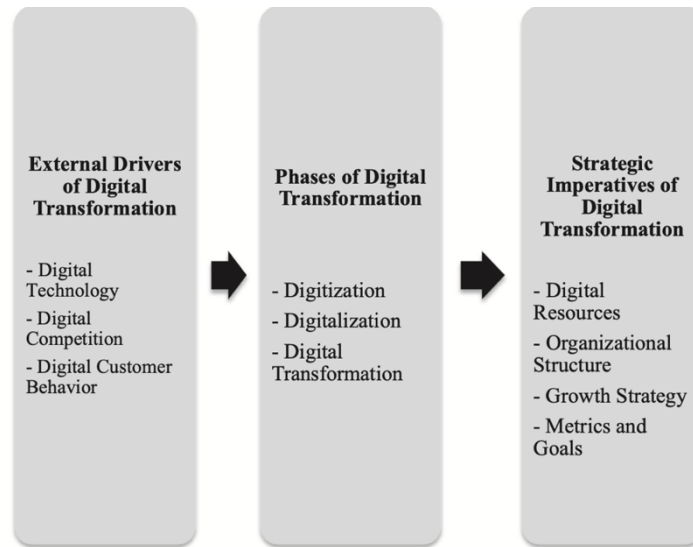 External Drivers
of Digital
Transformation
- Digital
Technology
- Digital
Competition
- Digital Customer
Behavior
Phases of Digital
Transformation
- Digitization
- Digitalization
- Digital
Transformation
Strategic
Imperatives of
Digital
Transformation
- Digital
Resources
- Organizational
Structure
- Growth Strategy
- Metrics and
Goals